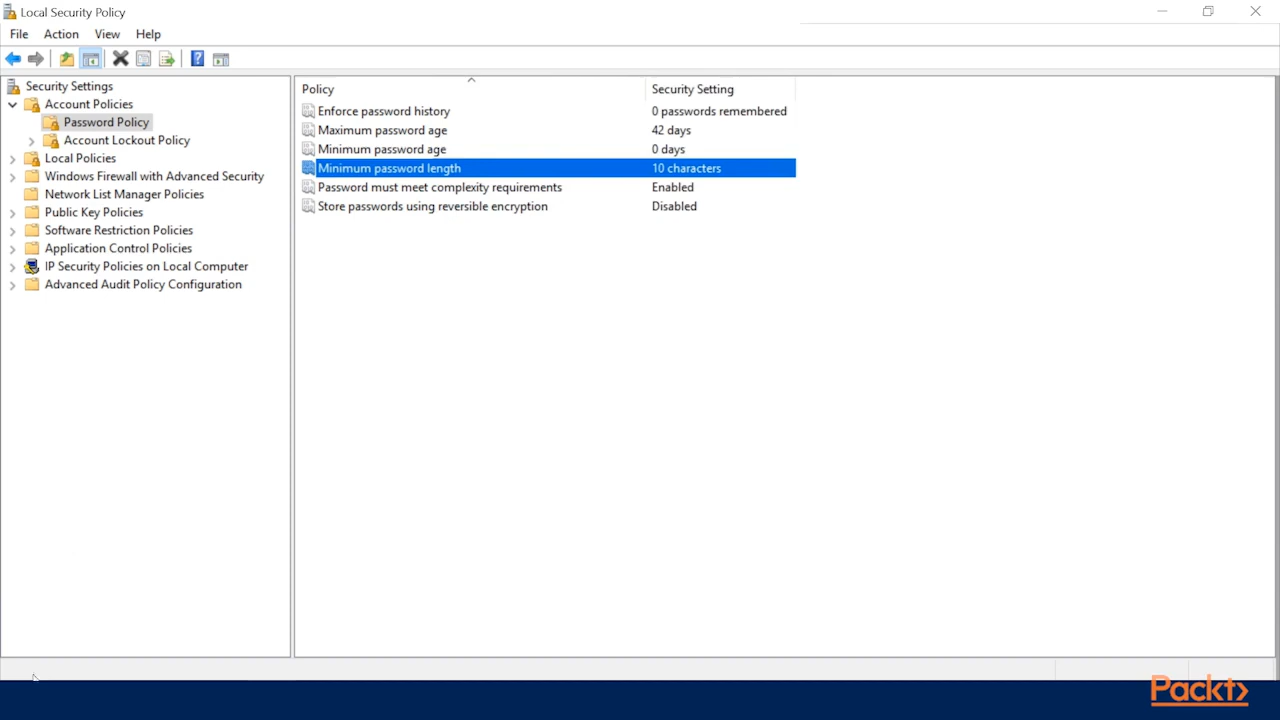 Local Security Policy
File Action View Help
Security Settings
Account Policies
Password Policy
Account Lockout Policy
Local Policies
Windows Firewall with Advanced Security
Network List Manager Policies
Public Key Policies
Software Restriction Policies
Application Control Policies
IP Security Policies on Local Computer
Advanced Audit Policy Configuration
Policy Security Setting
Enforce password history 0 passwords remembered
Maximum password age 42 days
Minimum password age 0 days
Minimum password length 10 characters
Password must meet complexity requirements Enabled
Store passwords using reversible encryption Disabled
Packt>